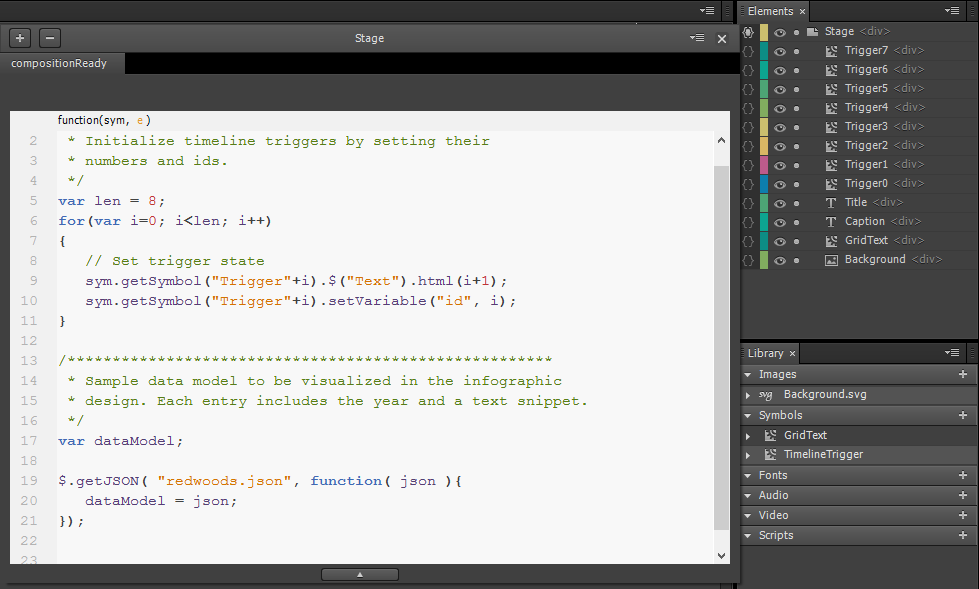 Stage
compositionReady
function(sym, e)
2 * Initialize timeline triggers by setting their
3 * numbers and ids.
4 */
5 var len = 8;
6 for(var i=0; i<len; i++)
7 {
8 // Set trigger state
9 sym.getSymbol("Trigger"+i).$("Text").html(i+1);
10 sym.getSymbol("Trigger"+i).setVariable("id", i);
11 }
12
13 /******************************************************
14 * Sample data model to be visualized in the infographic
15 * design. Each entry includes the year and a text snippet.
16 */
17 var dataModel;
18
19 $.getJSON( "redwoods.json", function( json ){
20 dataModel = json;
21 });
22
23
Elements
{} Stage <div>
{} Trigger7 <div>
{} Trigger6 <div>
{} Trigger5 <div>
{} Trigger4 <div>
{} Trigger3 <div>
{} Trigger2 <div>
{} Trigger1 <div>
{} Trigger0 <div>
{} T Title <div>
{} T Caption <div>
{} GridText <div>
{} Background <div>
Library
Images
svg Background.svg
Symbols
GridText
TimelineTrigger
Fonts
Audio
Video
Scripts